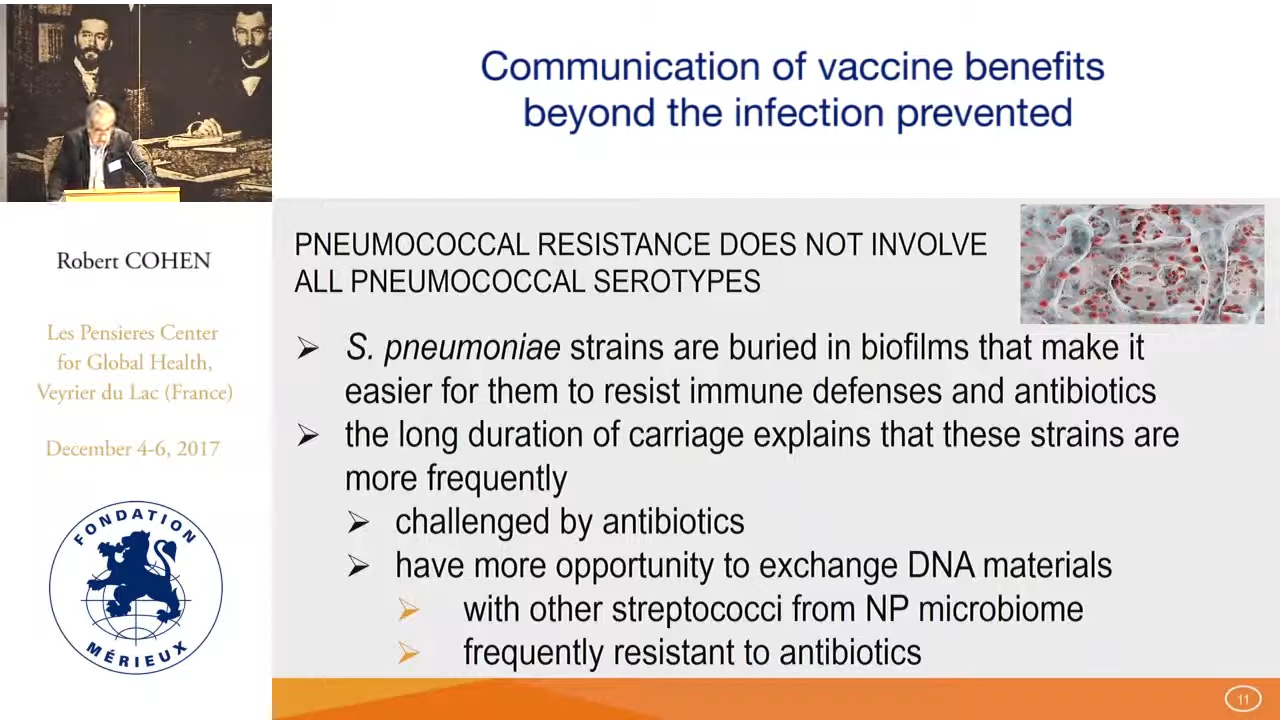 Communication of vaccine benefits
beyond the infection prevented
Robert COHEN
Les Pensieres Center
for Global Health,
Veyrier du Lac (France)
December 4-6, 2017
FONDATION
MÉRIEUX
PNEUMOCOCCAL RESISTANCE DOES NOT INVOLVE
ALL PNEUMOCOCCAL SEROTYPES
➢ S. pneumoniae strains are buried in biofilms that make it
easier for them to resist immune defenses and antibiotics
➢ the long duration of carriage explains that these strains are
more frequently
➢ challenged by antibiotics
➢ have more opportunity to exchange DNA materials
➢ with other streptococci from NP microbiome
➢ frequently resistant to antibiotics
11